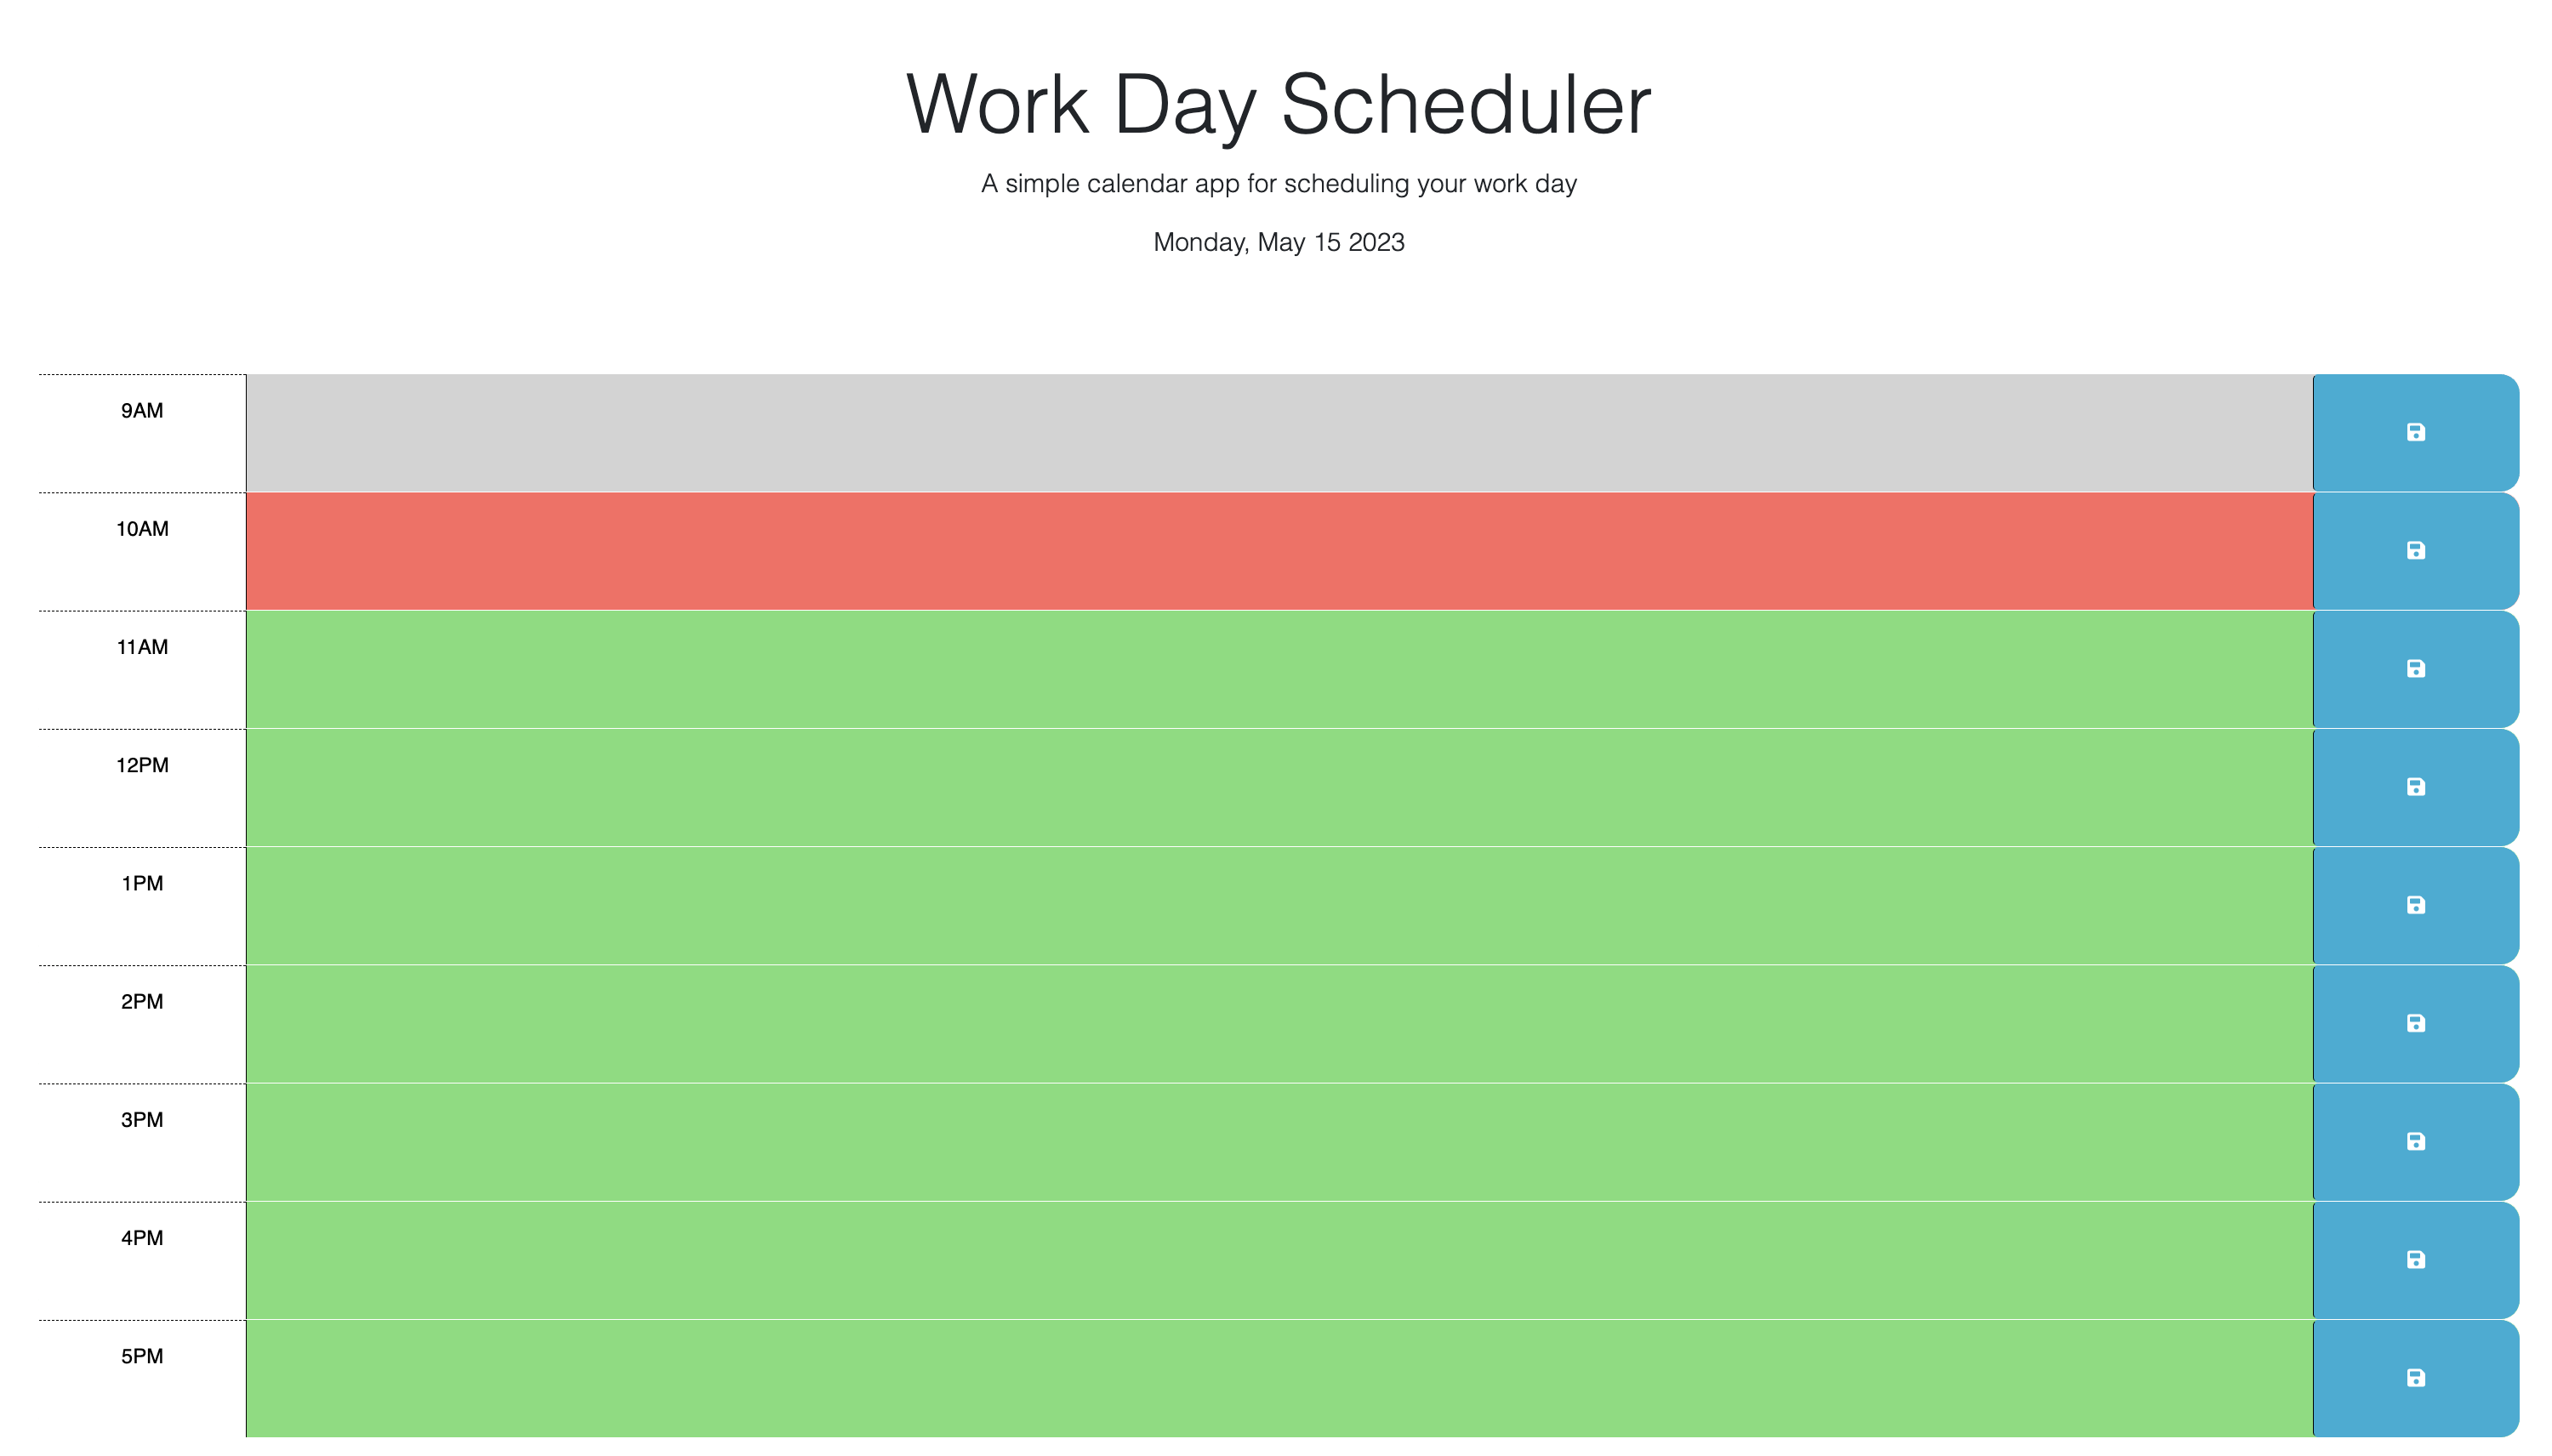 Work Day Scheduler
A simple calendar app for scheduling your work day
Monday, May 15 2023
9AM
10AM
11AM
12PM
1PM
2PM
3PM
4PM
5PM